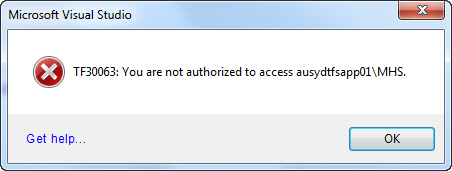 Microsoft Visual Studio
TF30063: You are not authorized to access ausydtfsapp01\MHS.
Get help...
OK